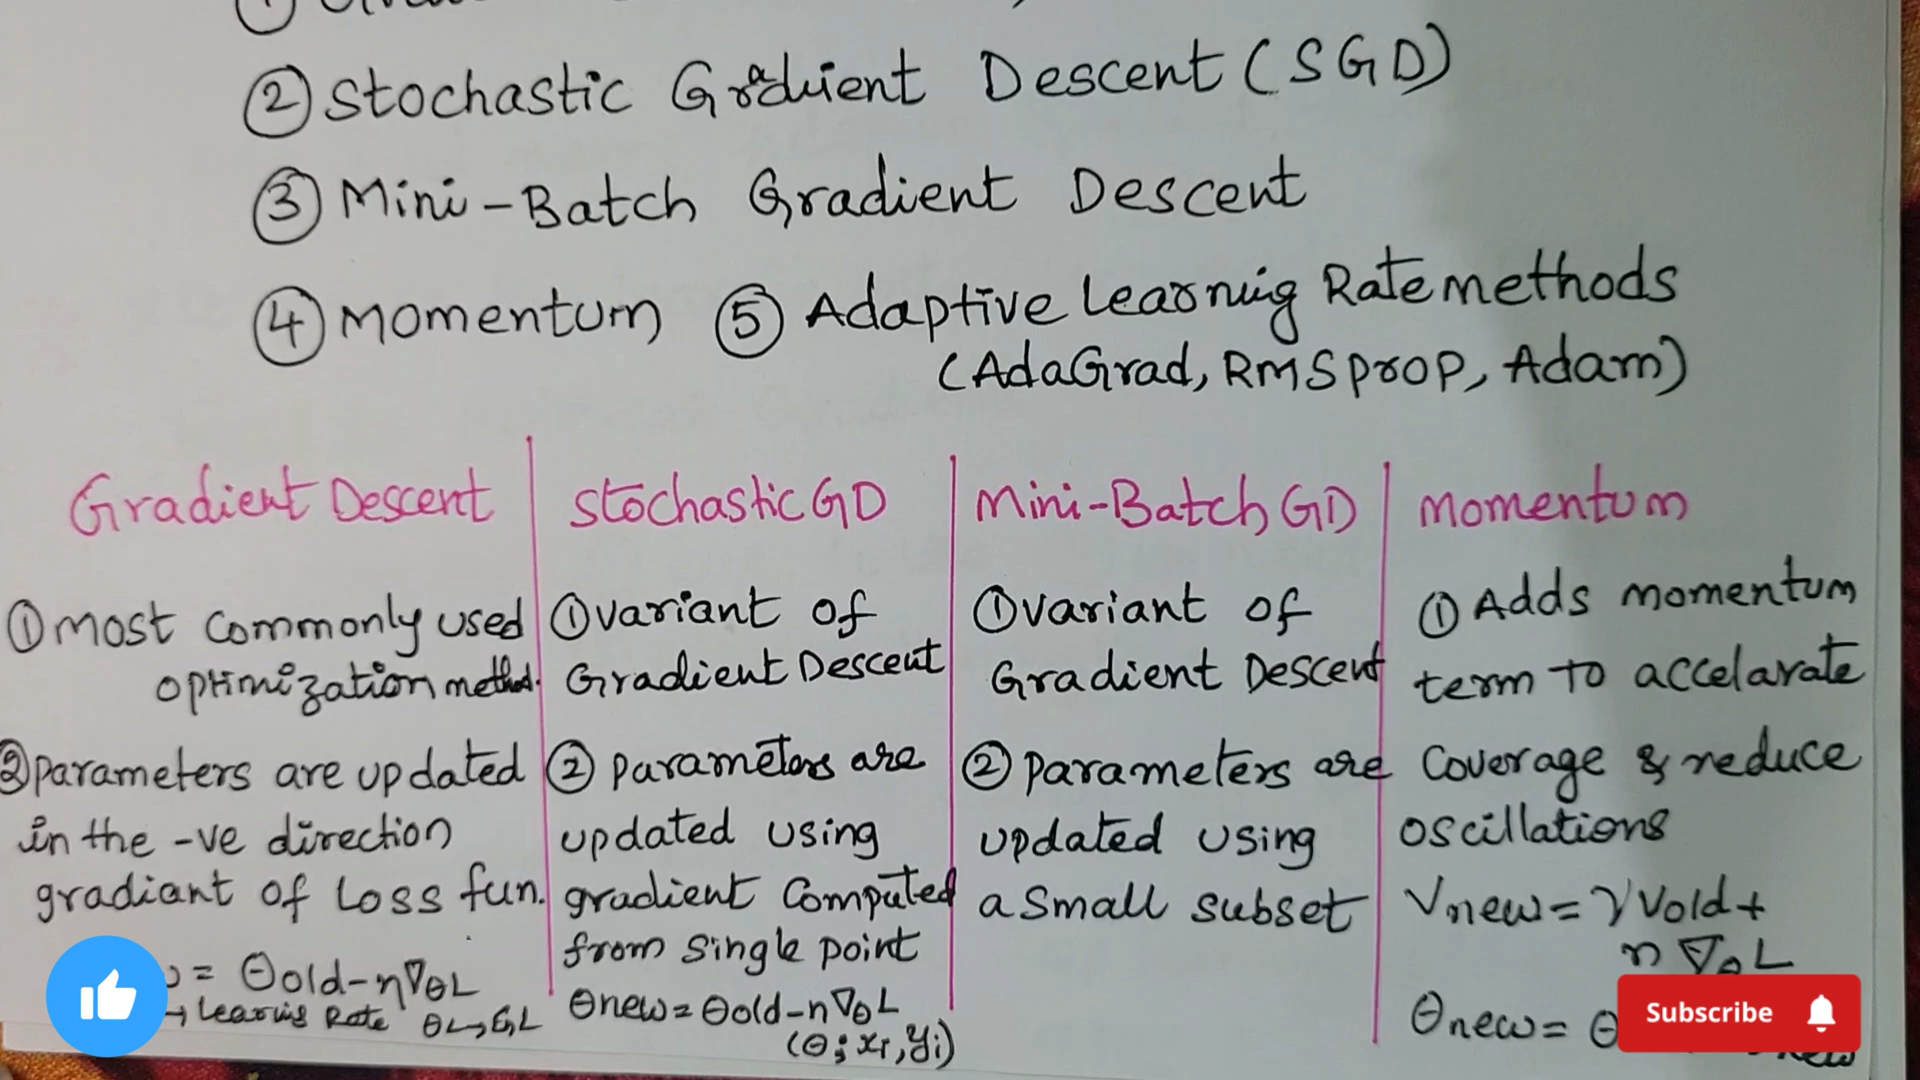 ② Stochastic Gradient Descent (SGD)
③ Mini-Batch Gradient Descent
④ Momentum ⑤ Adaptive Learning Rate methods
(AdaGrad, RMSprop, Adam)
Gradient Descent
① most commonly used
optimization method.
② parameters are updated
in the -ve direction
gradiant of Loss fun.
= θold-η∇θL
→ Learning Rate
Stochastic GD
① variant of
Gradient Descent
② parameters are
updated using
gradient computed
from single point
θnew = θold-η∇θL
(θ; xi, yi)
Mini-Batch GD
① variant of
Gradient Descent
② parameters are
updated using
a small subset
Momentum
① Adds momentum
term to accelarate
Coverage & reduce
oscillations
Vnew = γ Vold +
η ∇θL
θnew = θ
Subscribe